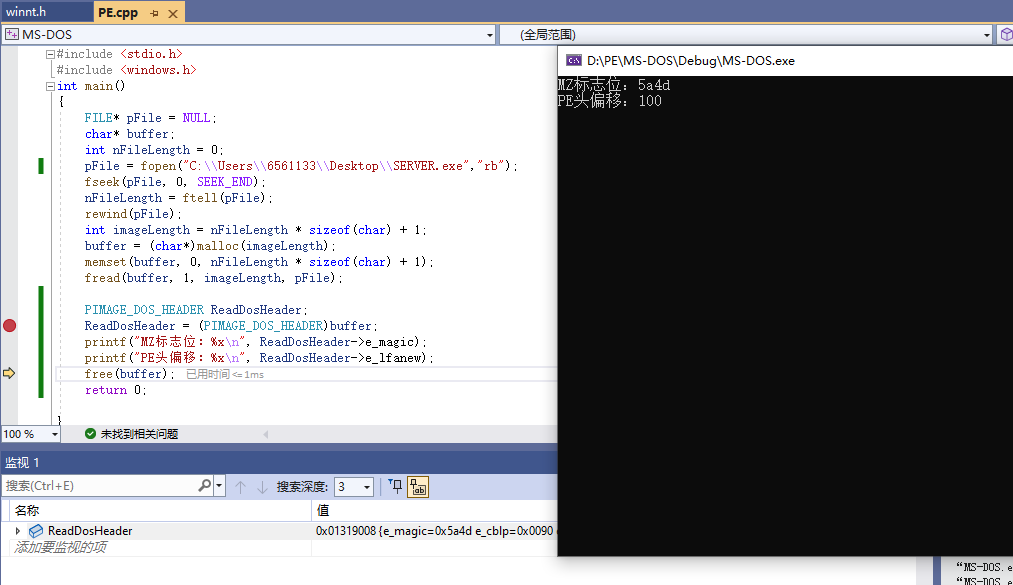 winnt.h
PE.cpp
MS-DOS
(全局范围)
#include <stdio.h>
#include <windows.h>
int main()
{
FILE* pFile = NULL;
char* buffer;
int nFileLength = 0;
pFile = fopen("C:\\Users\\6561133\\Desktop\\SERVER.exe","rb");
fseek(pFile, 0, SEEK_END);
nFileLength = ftell(pFile);
rewind(pFile);
int imageLength = nFileLength * sizeof(char) + 1;
buffer = (char*)malloc(imageLength);
memset(buffer, 0, nFileLength * sizeof(char) + 1);
fread(buffer, 1, imageLength, pFile);
PIMAGE_DOS_HEADER ReadDosHeader;
ReadDosHeader = (PIMAGE_DOS_HEADER)buffer;
printf("MZ标志位：%x\n", ReadDosHeader->e_magic);
printf("PE头偏移：%x\n", ReadDosHeader->e_lfanew);
free(buffer); 已用时间<=1ms
return 0;
}
D:\PE\MS-DOS\Debug\MS-DOS.exe
MZ标志位：5a4d
PE头偏移：100
100 %
未找到相关问题
监视 1
搜索(Ctrl+E)
搜索深度: 3
名称
值
ReadDosHeader
0x01319008 {e_magic=0x5a4d e_cblp=0x0090
添加要监视的项
“MS-DOS.e
“MS-DOS.e